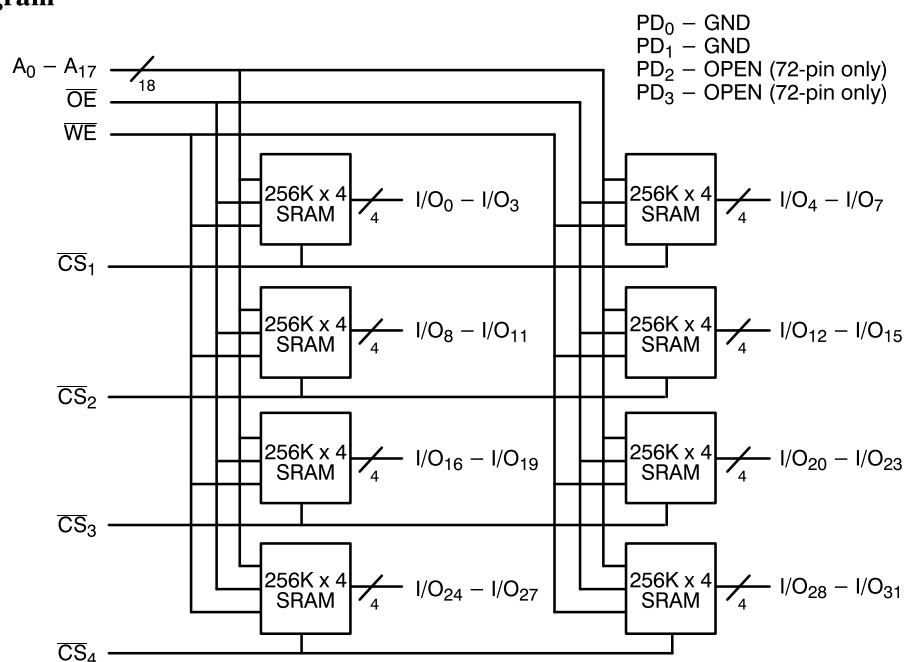 gram
PD0 – GND
PD1 – GND
PD2 – OPEN (72-pin only)
PD3 – OPEN (72-pin only)
A0 – A17
18
OE
WE
256K x 4
SRAM
4
I/O0 – I/O3
256K x 4
SRAM
4
I/O4 – I/O7
CS1
256K x 4
SRAM
4
I/O8 – I/O11
256K x 4
SRAM
4
I/O12 – I/O15
CS2
256K x 4
SRAM
4
I/O16 – I/O19
256K x 4
SRAM
4
I/O20 – I/O23
CS3
256K x 4
SRAM
4
I/O24 – I/O27
256K x 4
SRAM
4
I/O28 – I/O31
CS4